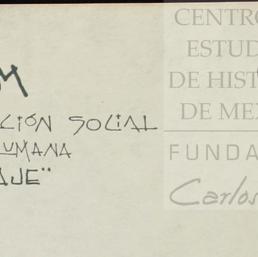 M
CIÓN SOCIAL
UMANA
AJE"
CENTRO
ESTUD
DE HIST
DE MEX
FUNDA
Carlos